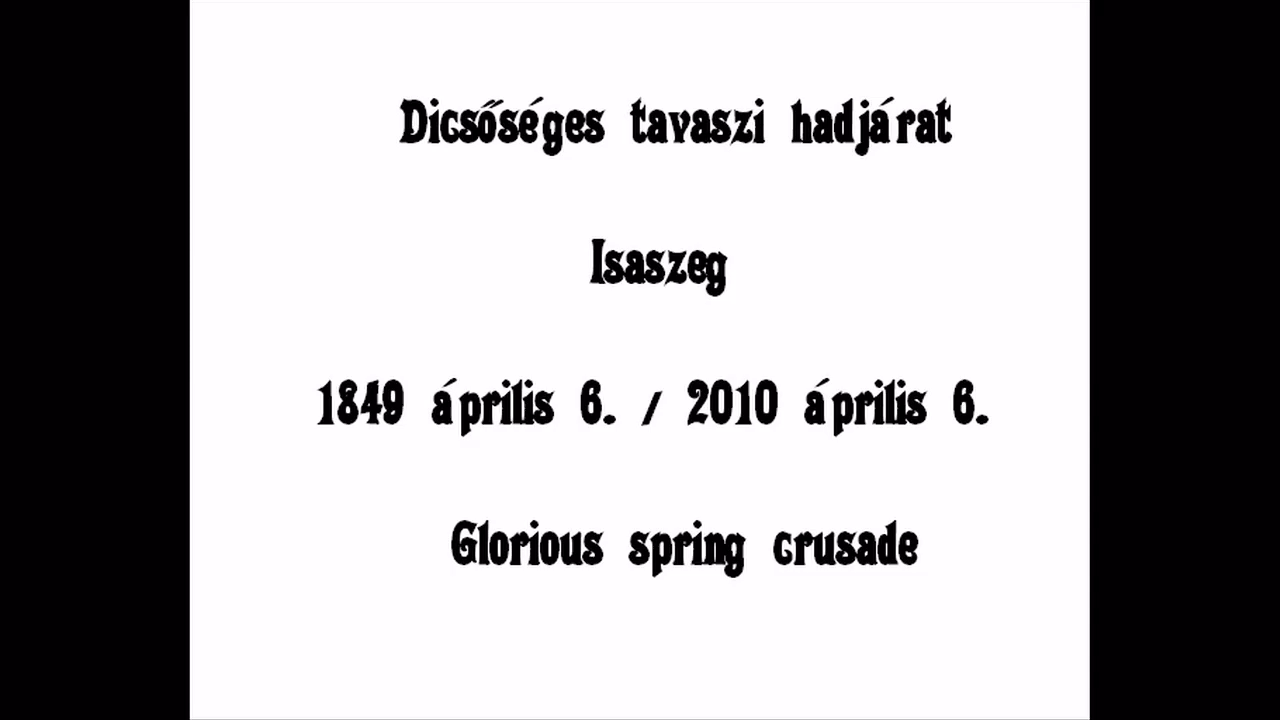 Dicsőséges tavaszi hadjárat
Isaszeg
1849 április 6. / 2010 április 6.
Glorious spring crusade